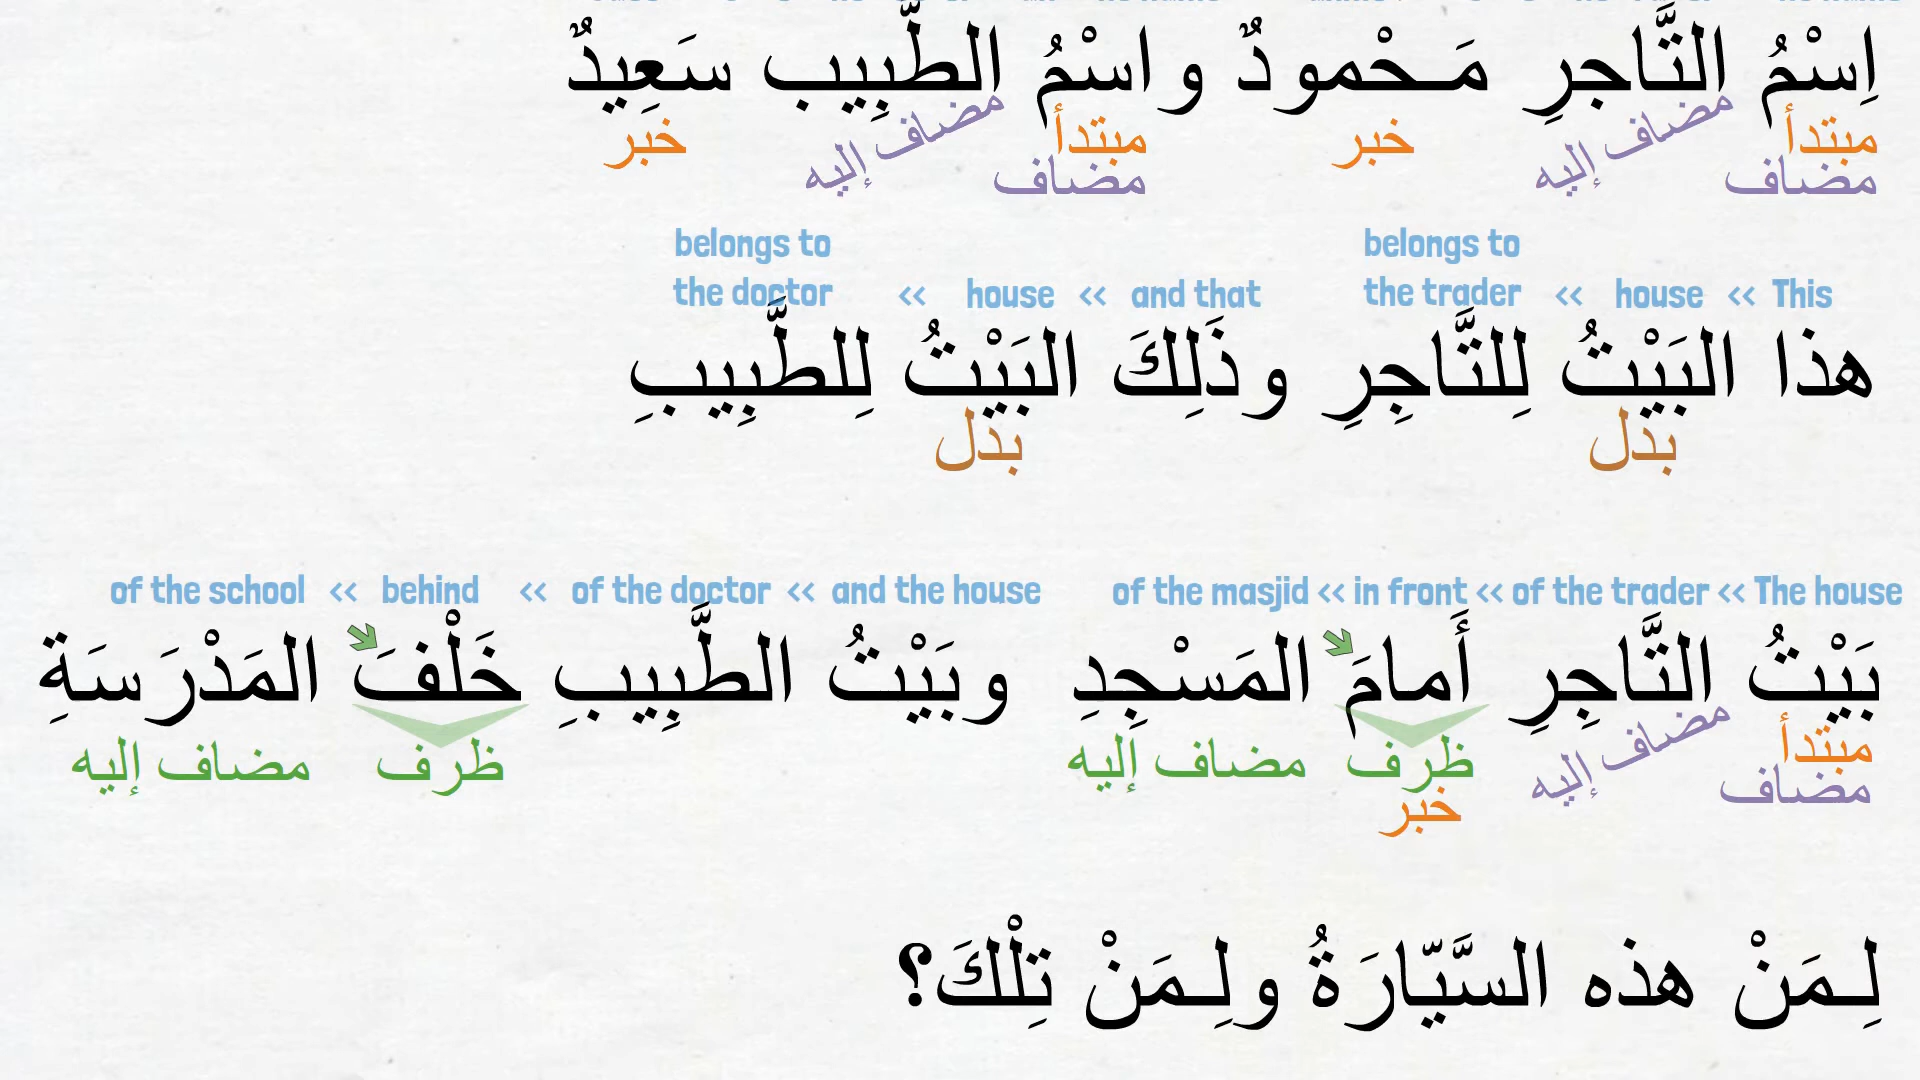 اِسْمُ التَّاجرِ مَـحْمودٌ واسْمُ الطَّبِيب سَعِيدٌ
مبتدأ مضاف إليه خبر مبتدأ مضاف إليه خبر
مضاف مضاف
belongs to belongs to
the doctor << house << and that the trader << house << This
هذا البَيْتُ لِلتَّاجِرِ وذَلِكَ البَيْتُ لِلطَّبِيبِ
بدل بدل
of the school << behind << of the doctor << and the house of the masjid << in front << of the trader << The house
بَيْتُ التَّاجِرِ أَمامَ المَسْجِدِ وبَيْتُ الطَّبِيبِ خَلْفَ المَدْرَسَةِ
مبتدأ مضاف إليه ظرف مضاف إليه ظرف مضاف إليه
مضاف خبر
لِـمَنْ هذه السَّيّارَةُ ولِـمَنْ تِلْكَ؟